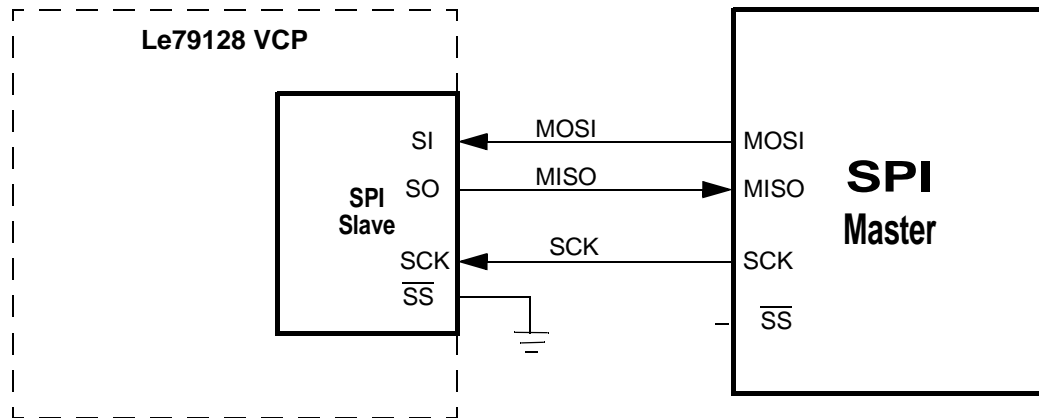 Le79128 VCP
SI
MOSI
MOSI
SO
MISO
MISO
SPI
Slave
SPI
Master
SCK
SCK
SCK
SS
SS